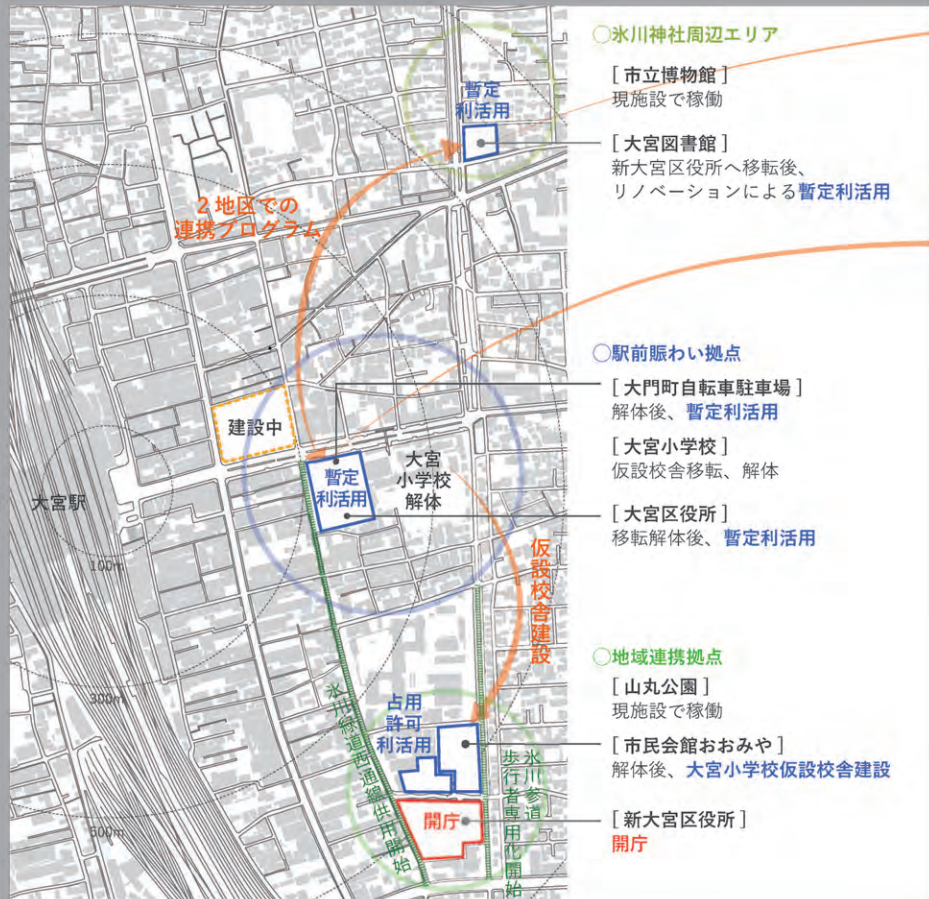 暫定
利活用
2地区での
連携プログラム
建設中
大宮駅
暫定
利活用
大宮
小学校
解体
100m
300m
500m
仮設校舎建設
占用
許可
利活用
開庁
氷川緑道西通線供用開始
氷川参道
歩行者専用化開始
○氷川神社周辺エリア
[市立博物館]
現施設で稼働
[大宮図書館]
新大宮区役所へ移転後、
リノベーションによる暫定利活用
○駅前賑わい拠点
[大門町自転車駐車場]
解体後、暫定利活用
[大宮小学校]
仮設校舎移転、解体
[大宮区役所]
移転解体後、暫定利活用
○地域連携拠点
[山丸公園]
現施設で稼働
[市民会館おおみや]
解体後、大宮小学校仮設校舎建設
[新大宮区役所]
開庁